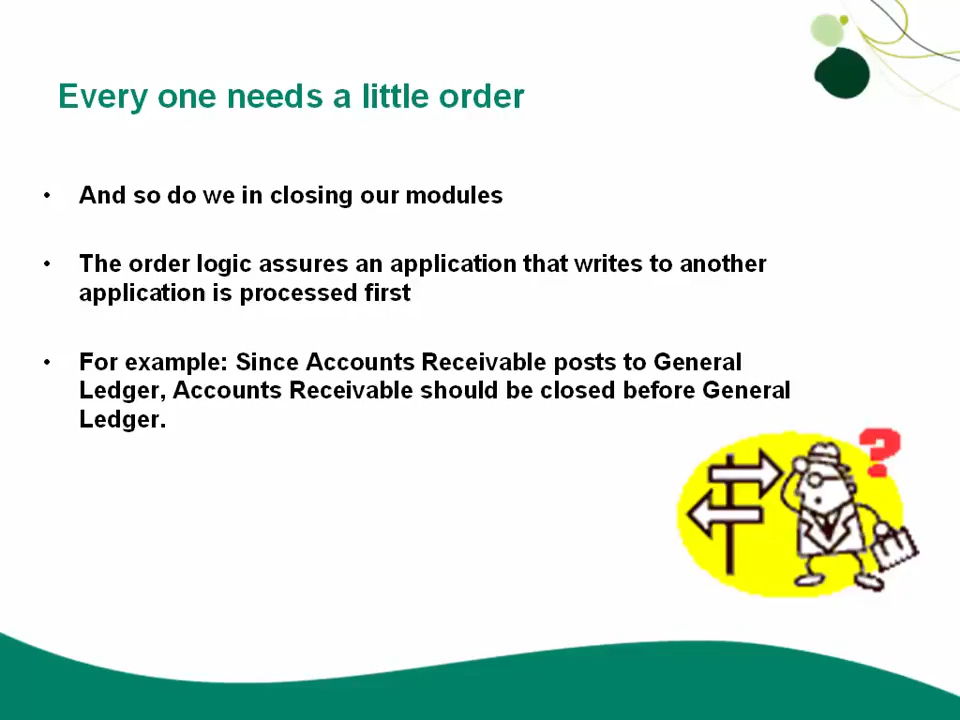 Every one needs a little order
• And so do we in closing our modules
• The order logic assures an application that writes to another
application is processed first
• For example: Since Accounts Receivable posts to General
Ledger, Accounts Receivable should be closed before General
Ledger.
?